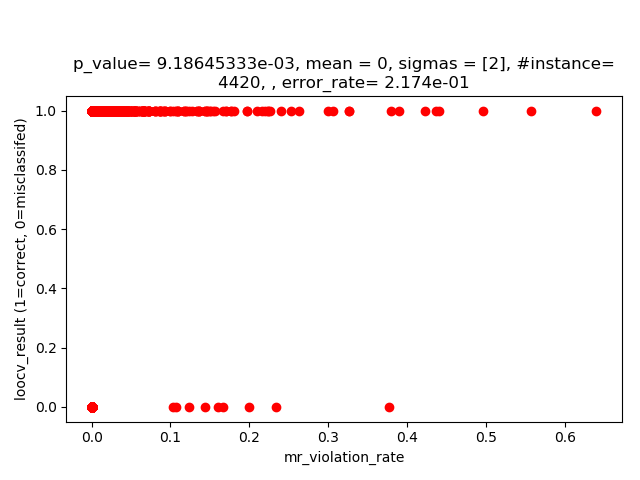 p_value= 9.18645333e-03, mean = 0, sigmas = [2], #instance=
4420, , error_rate= 2.174e-01
loocv_result (1=correct, 0=misclassifed)
1.0
0.8
0.6
0.4
0.2
0.0
0.0 0.1 0.2 0.3 0.4 0.5 0.6
mr_violation_rate